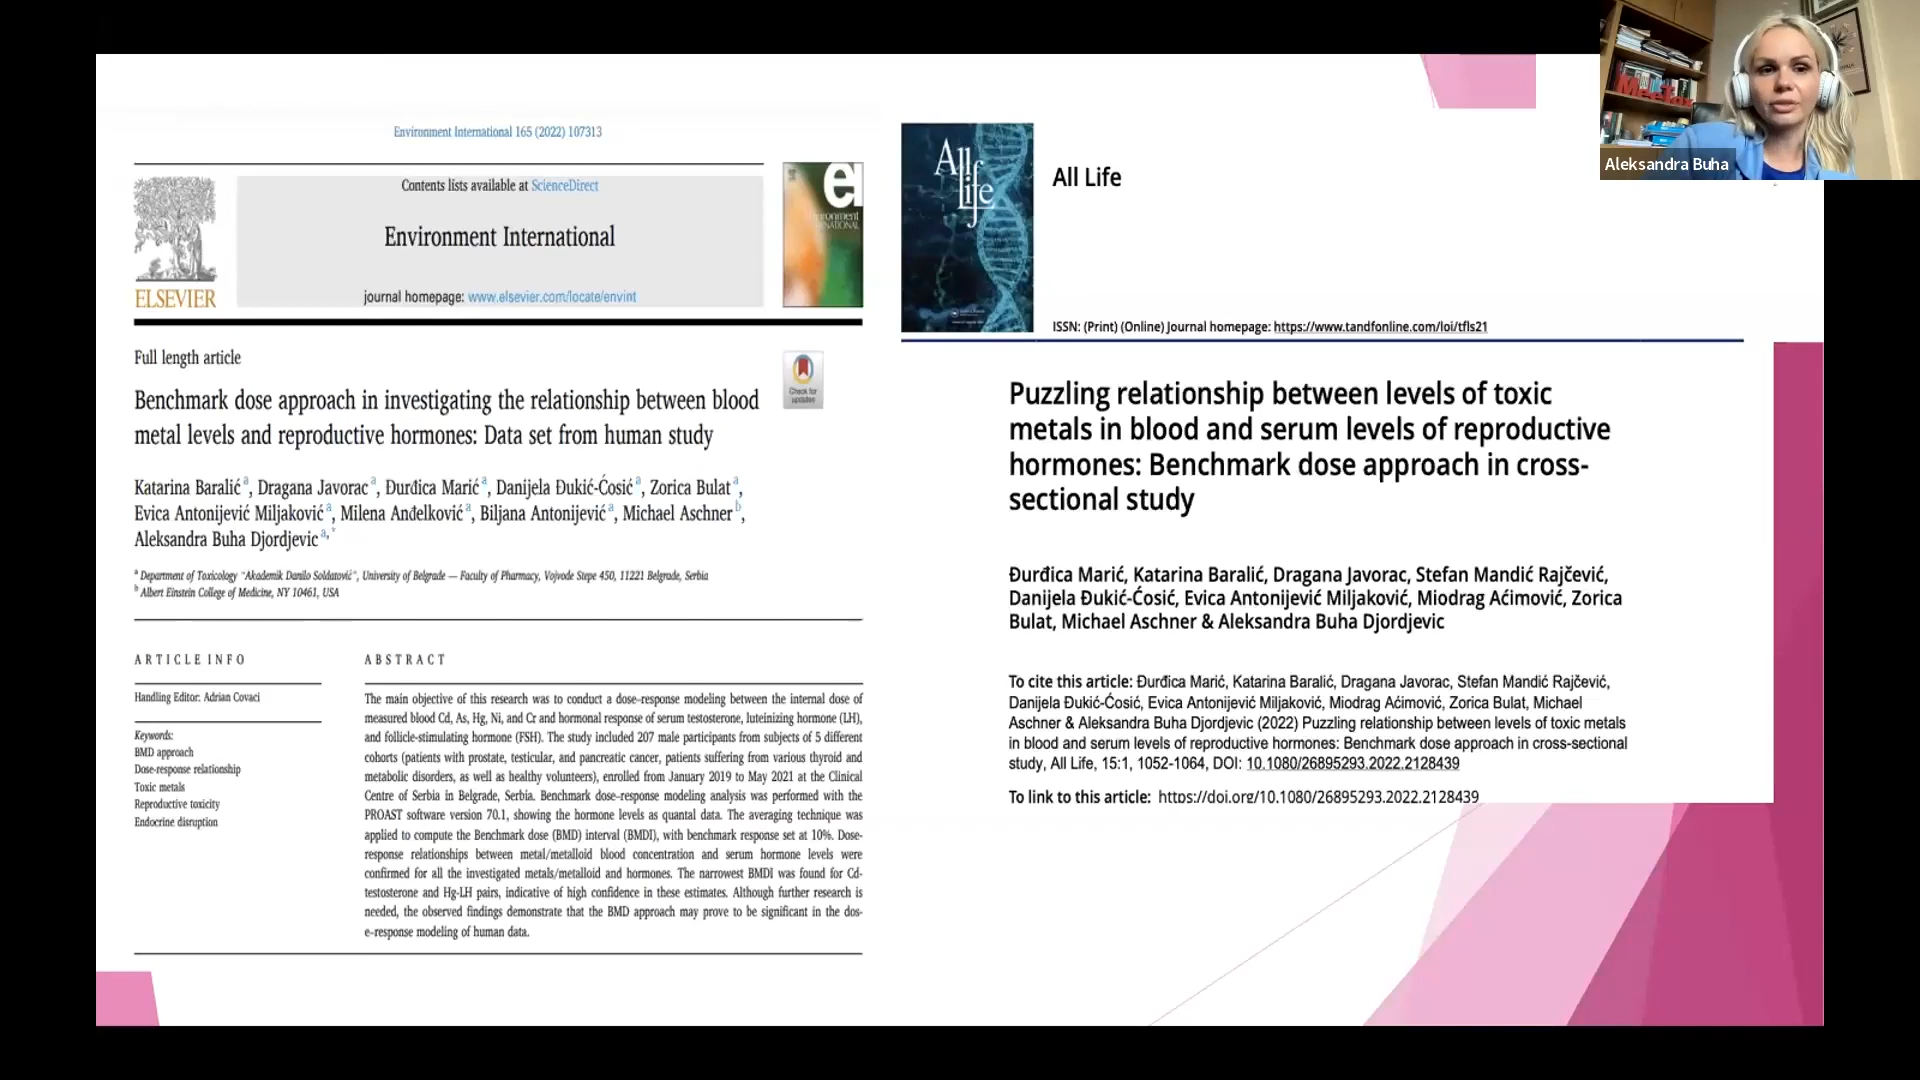 Environment International 165 (2022) 107313
Contents lists available at ScienceDirect
Environment International
journal homepage: www.elsevier.com/locate/envint
ELSEVIER
ei
Full length article
Check for
updates
Benchmark dose approach in investigating the relationship between blood
metal levels and reproductive hormones: Data set from human study
Katarina Baralić a, Dragana Javorac a, Đurđica Marić a, Danijela Đukić-Ćosić a, Zorica Bulat a,
Evica Antonijević Miljaković a, Milena Anđelković a, Biljana Antonijević a, Michael Aschner b,
Aleksandra Buha Djordjevic a,*
a Department of Toxicology "Akademik Danilo Soldatović", University of Belgrade — Faculty of Pharmacy, Vojvode Stepe 450, 11221 Belgrade, Serbia
b Albert Einstein College of Medicine, NY 10461, USA
ARTICLE INFO
Handling Editor: Adrian Covaci
Keywords:
BMD approach
Dose-response relationship
Toxic metals
Reproductive toxicity
Endocrine disruption
ABSTRACT
The main objective of this research was to conduct a dose–response modeling between the internal dose of
measured blood Cd, As, Hg, Ni, and Cr and hormonal response of serum testosterone, luteinizing hormone (LH),
and follicle-stimulating hormone (FSH). The study included 207 male participants from subjects of 5 different
cohorts (patients with prostate, testicular, and pancreatic cancer, patients suffering from various thyroid and
metabolic disorders, as well as healthy volunteers), enrolled from January 2019 to May 2021 at the Clinical
Centre of Serbia in Belgrade, Serbia. Benchmark dose–response modeling analysis was performed with the
PROAST software version 70.1, showing the hormone levels as quantal data. The averaging technique was
applied to compute the Benchmark dose (BMD) interval (BMDI), with benchmark response set at 10%. Dose-
response relationships between metal/metalloid blood concentration and serum hormone levels were
confirmed for all the investigated metals/metalloid and hormones. The narrowest BMDI was found for Cd-
testosterone and Hg-LH pairs, indicative of high confidence in these estimates. Although further research is
needed, the observed findings demonstrate that the BMD approach may prove to be significant in the dos-
e–response modeling of human data.
All
life
All Life
ISSN: (Print) (Online) Journal homepage: https://www.tandfonline.com/loi/tfls21
Puzzling relationship between levels of toxic
metals in blood and serum levels of reproductive
hormones: Benchmark dose approach in cross-
sectional study
Đurđica Marić, Katarina Baralić, Dragana Javorac, Stefan Mandić Rajčević,
Danijela Đukić-Ćosić, Evica Antonijević Miljaković, Miodrag Aćimović, Zorica
Bulat, Michael Aschner & Aleksandra Buha Djordjevic
To cite this article: Đurđica Marić, Katarina Baralić, Dragana Javorac, Stefan Mandić Rajčević,
Danijela Đukić-Ćosić, Evica Antonijević Miljaković, Miodrag Aćimović, Zorica Bulat, Michael
Aschner & Aleksandra Buha Djordjevic (2022) Puzzling relationship between levels of toxic metals
in blood and serum levels of reproductive hormones: Benchmark dose approach in cross-sectional
study, All Life, 15:1, 1052-1064, DOI: 10.1080/26895293.2022.2128439
To link to this article: https://doi.org/10.1080/26895293.2022.2128439
Aleksandra Buha